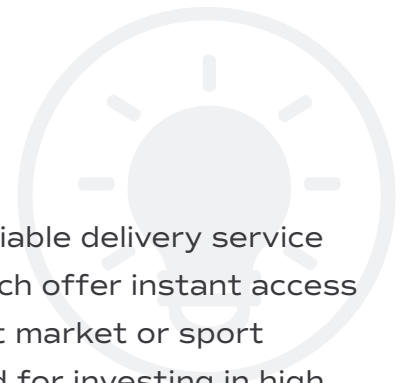 iable delivery service
ch offer instant access
t market or sport
d for investing in high